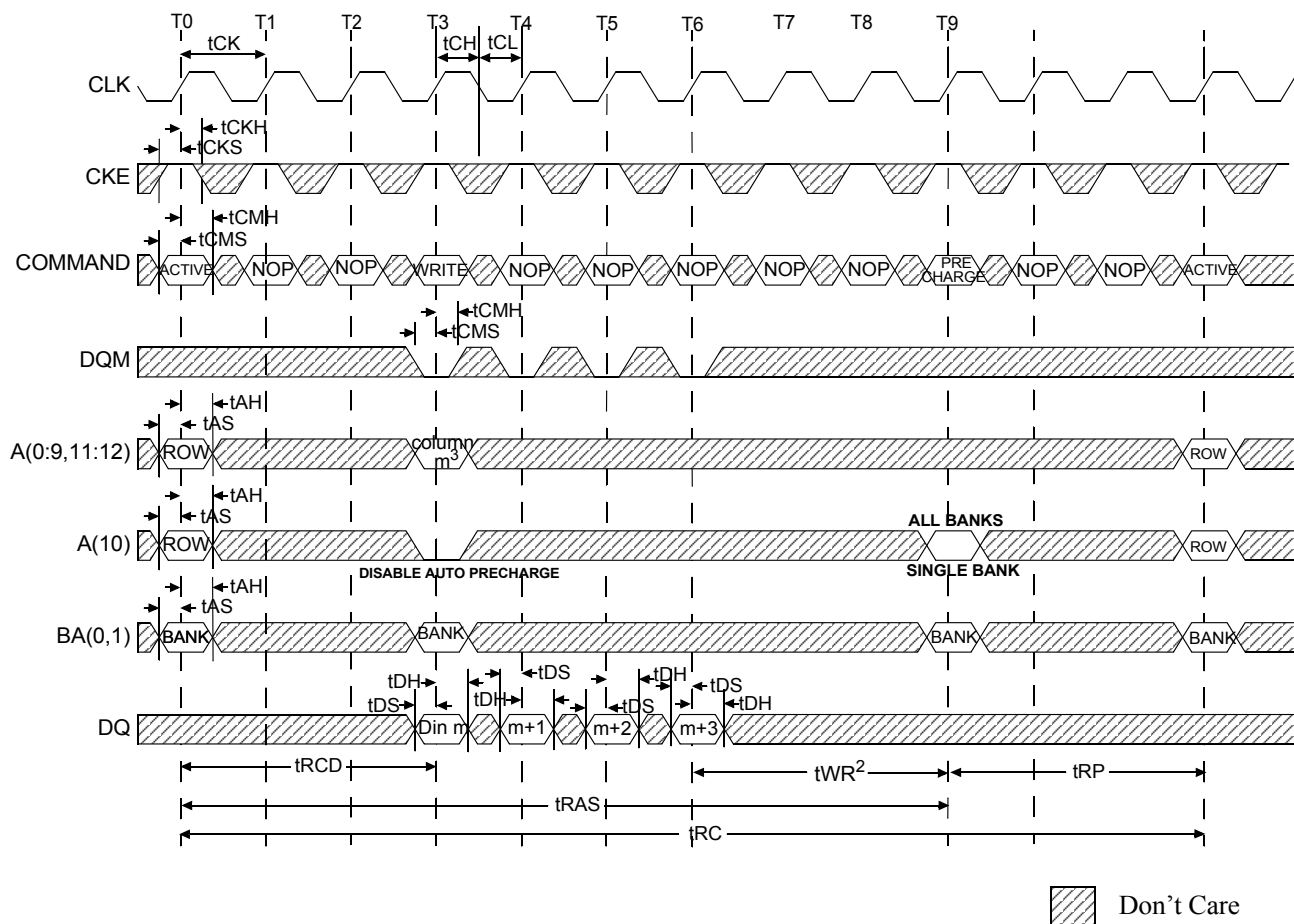 T0 T1 T2 T3 T4 T5 T6 T7 T8 T9
tCK tCH tCL
CLK
tCKH
tCKS
CKE
tCMH
tCMS
COMMAND ACTIVE NOP NOP WRITE NOP NOP NOP NOP NOP PRE CHARGE NOP NOP ACTIVE
tCMH
tCMS
DQM
tAH
tAS
A(0:9,11:12) ROW column m³ ROW
tAH
tAS
ALL BANKS
A(10) ROW ROW
DISABLE AUTO PRECHARGE SINGLE BANK
tAH
tAS
BA(0,1) BANK BANK BANK BANK
tDH tDS tDH
tDS tDH tDS tDS tDH
DQ Din m m+1 m+2 m+3
tRCD tWR² tRP
tRAS
tRC
Don't Care